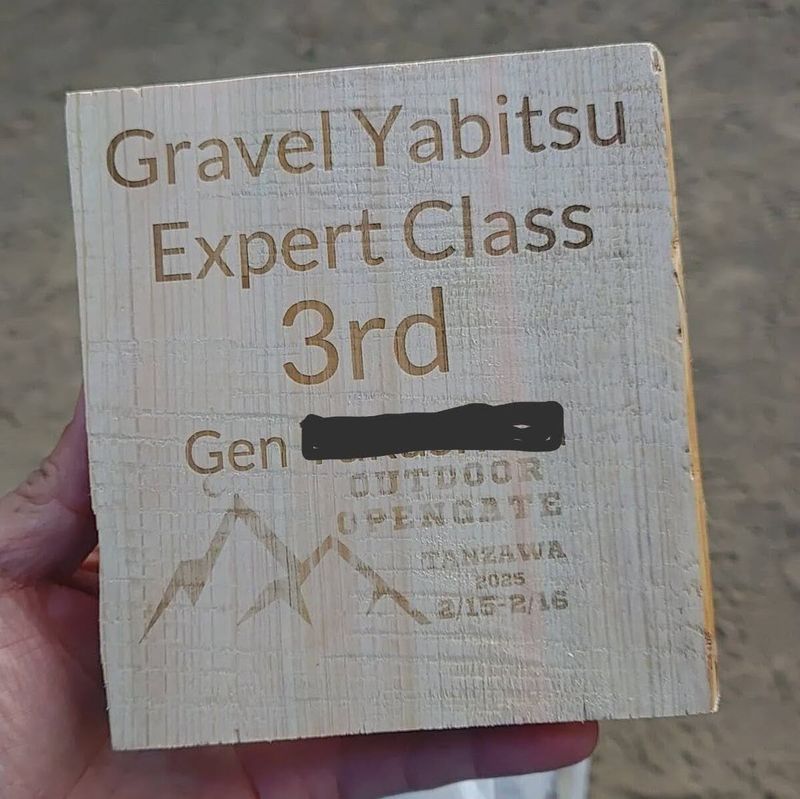 Gravel Yabitsu
Expert Class
3rd
Gen
OUTDOOR
OPENGATE
TANZAWA
2025
2/15-2/16